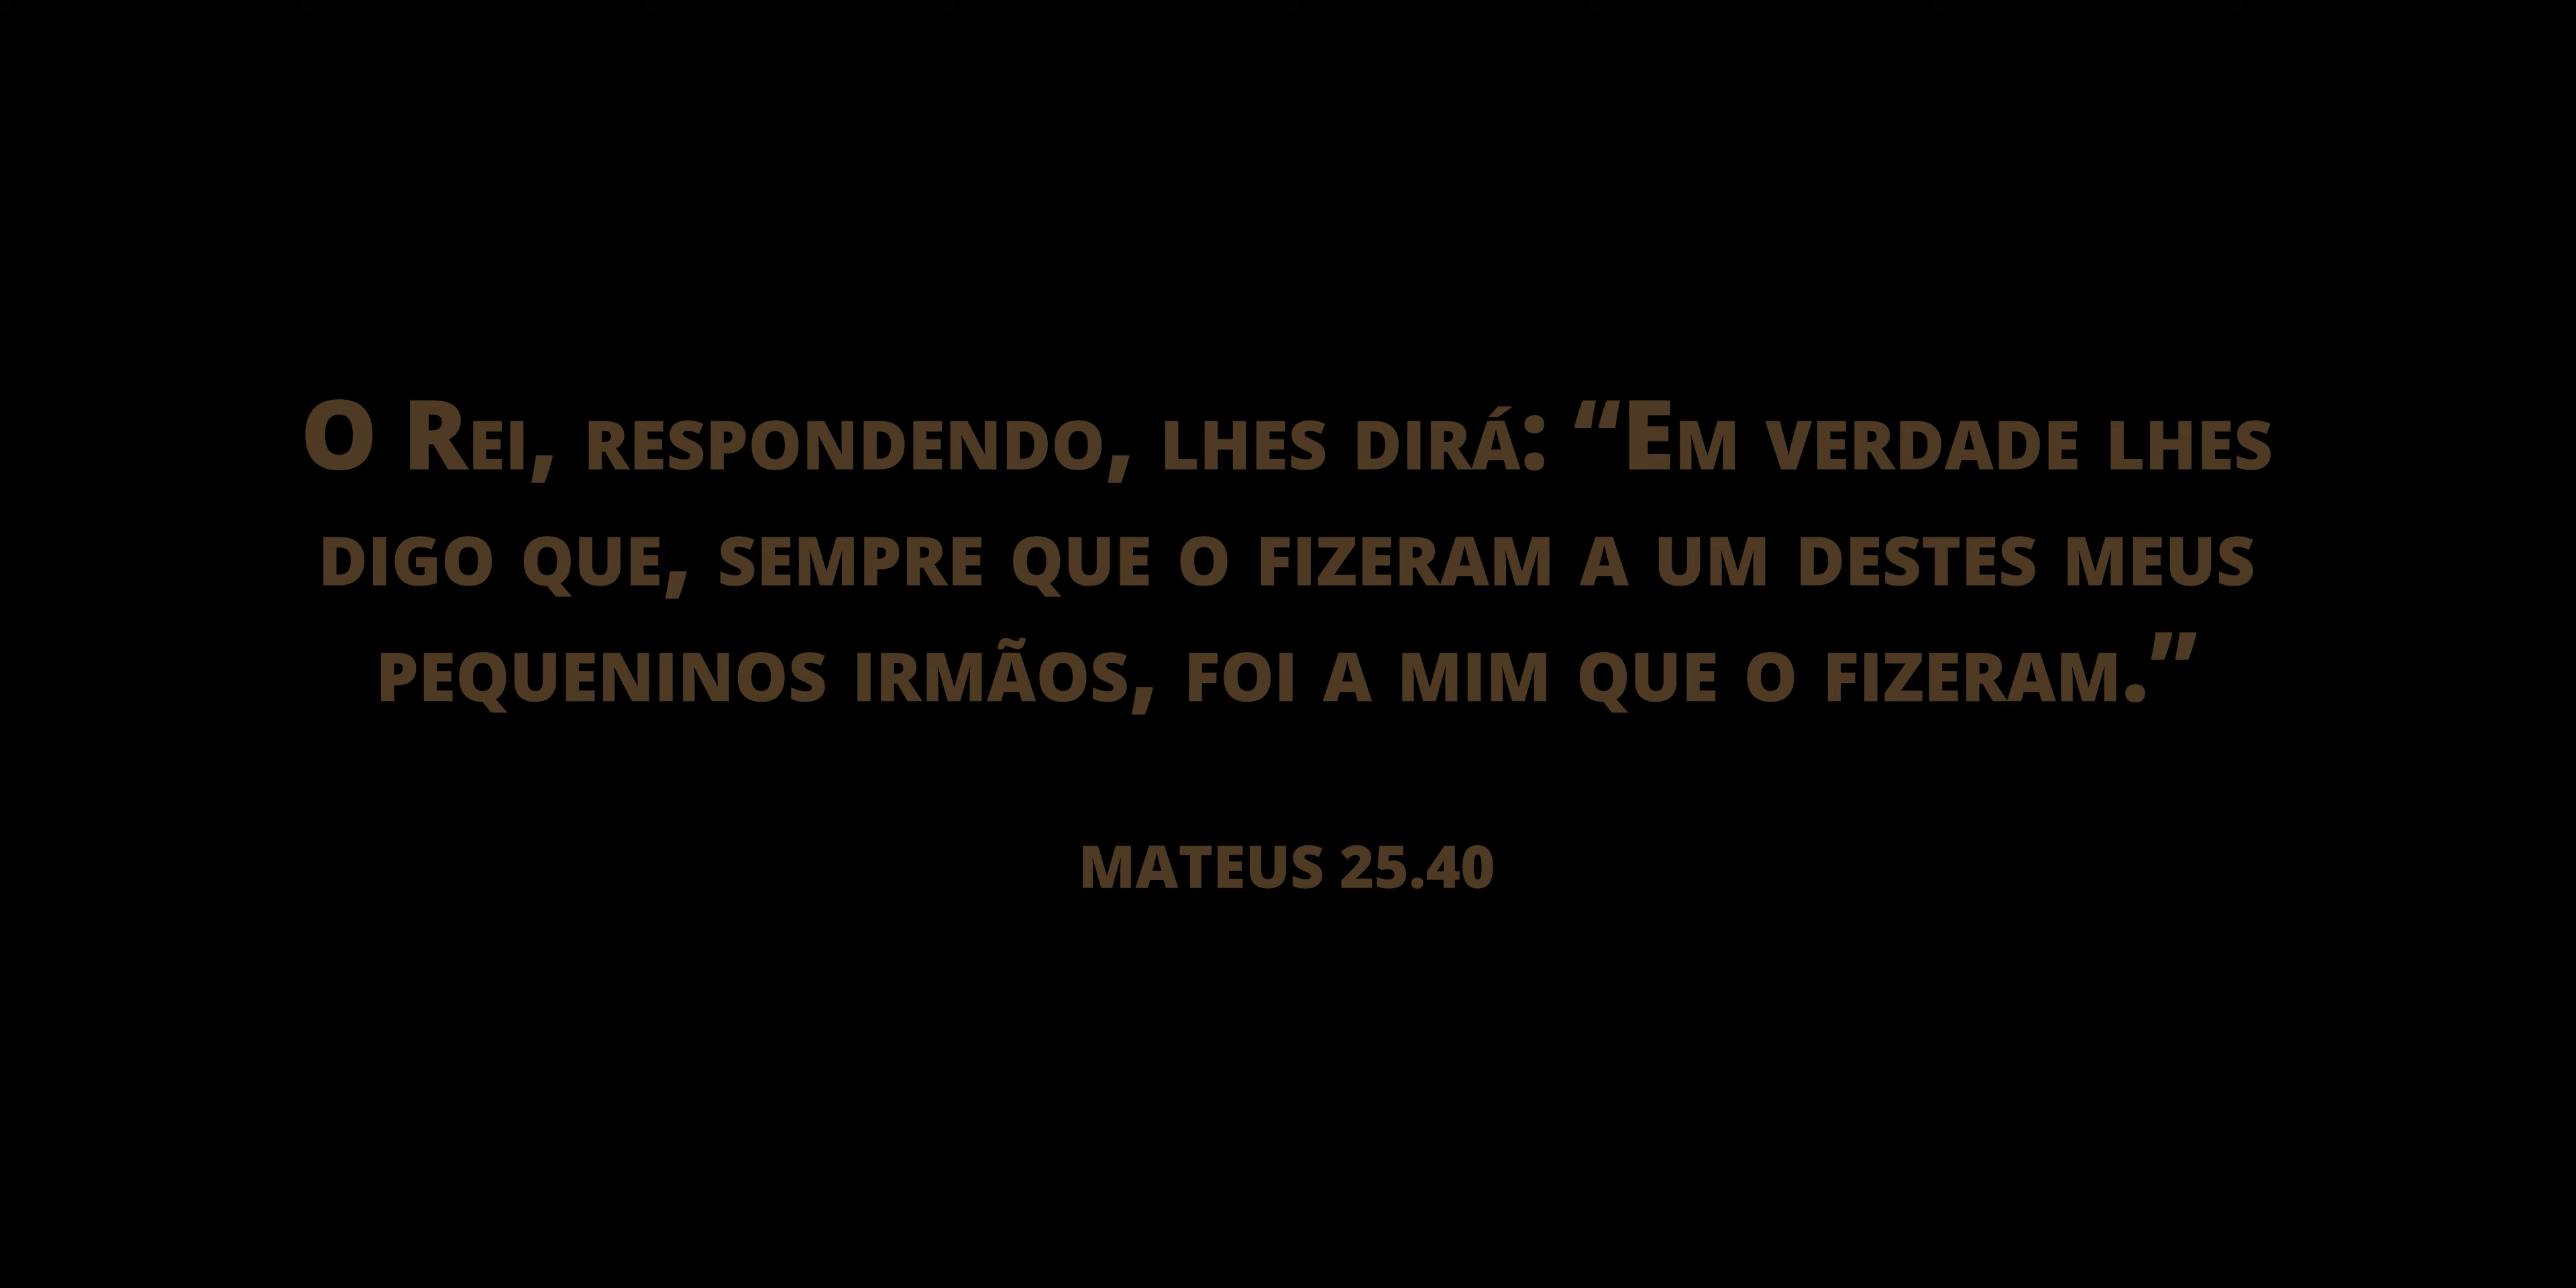 O Rei, respondendo, lhes dirá: “Em verdade lhes
digo que, sempre que o fizeram a um destes meus
pequeninos irmãos, foi a mim que o fizeram.”
MATEUS 25.40